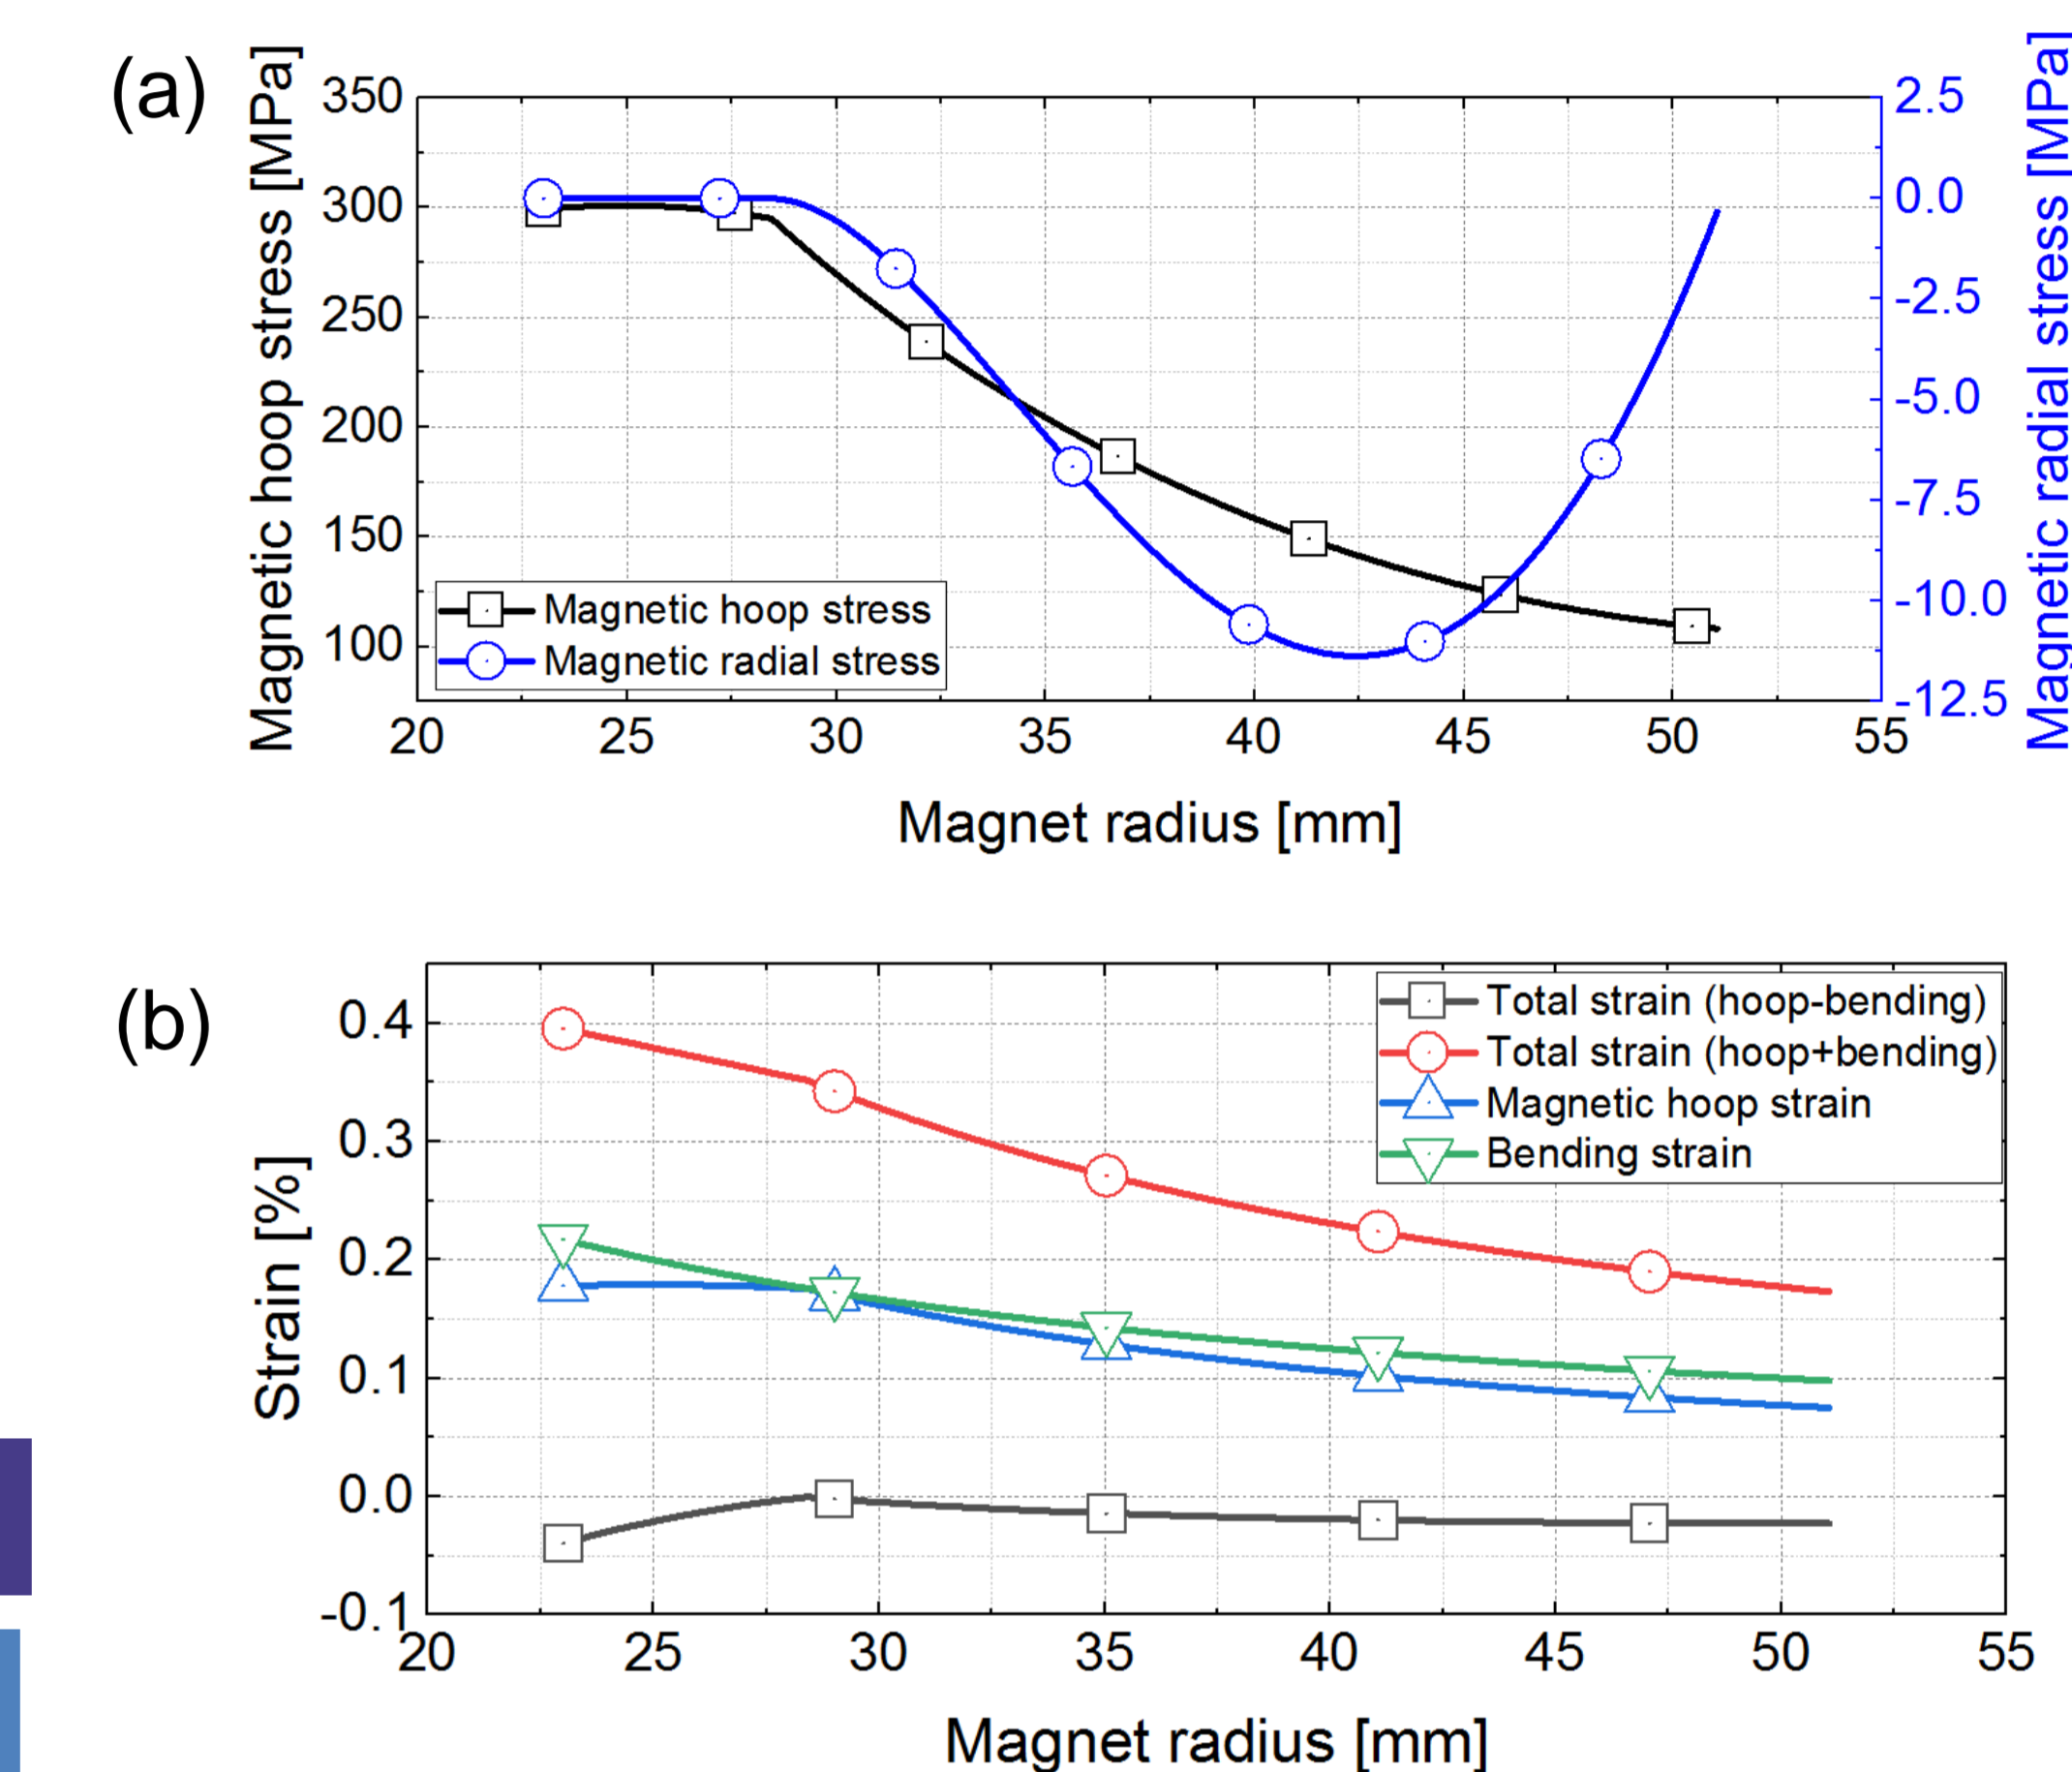 (a)
Magnetic hoop stress [MPa]
350
300
250
200
150
100
2.5
0.0
-2.5
-5.0
-7.5
-10.0
-12.5
Magnetic radial stress [MPa]
Magnetic hoop stress
Magnetic radial stress
20 25 30 35 40 45 50 55
Magnet radius [mm]
(b)
Strain [%]
0.4
0.3
0.2
0.1
0.0
-0.1
Total strain (hoop-bending)
Total strain (hoop+bending)
Magnetic hoop strain
Bending strain
20 25 30 35 40 45 50 55
Magnet radius [mm]